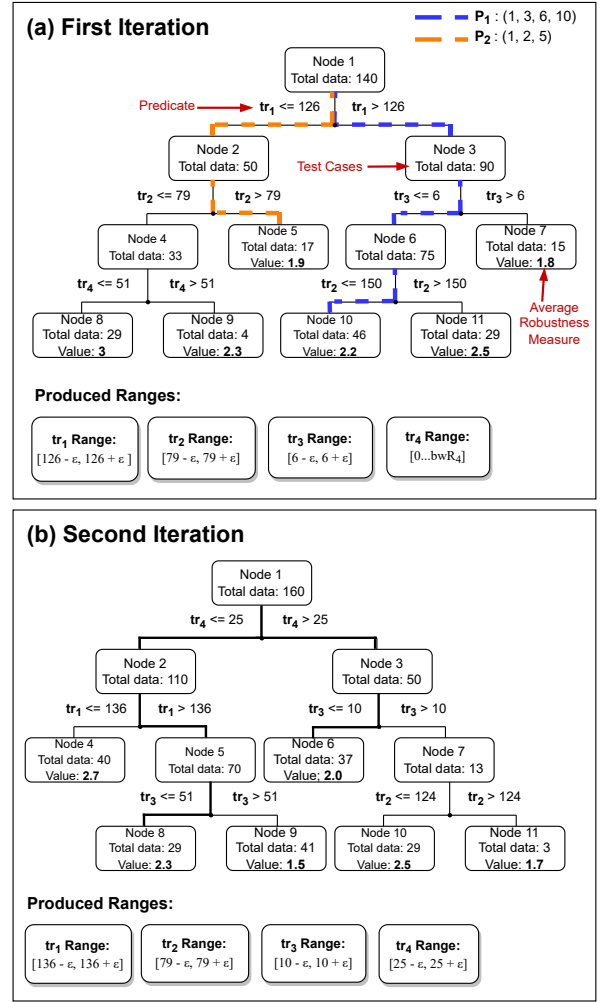 (a) First Iteration
P1 : (1, 3, 6, 10)
P2 : (1, 2, 5)
Node 1
Total data: 140
Predicate
tr1 <= 126
tr1 > 126
Node 2
Total data: 50
Test Cases
Node 3
Total data: 90
tr2 <= 79
tr2 > 79
tr3 <= 6
tr3 > 6
Node 4
Total data: 33
Node 5
Total data: 17
Value: 1.9
Node 6
Total data: 75
Node 7
Total data: 15
Value: 1.8
tr4 <= 51
tr4 > 51
tr2 <= 150
tr2 > 150
Node 8
Total data: 29
Value: 3
Node 9
Total data: 4
Value: 2.3
Node 10
Total data: 46
Value: 2.2
Node 11
Total data: 29
Value: 2.5
Average
Robustness
Measure
Produced Ranges:
tr1 Range:
[126 - ε, 126 + ε ]
tr2 Range:
[79 - ε, 79 + ε]
tr3 Range:
[6 - ε, 6 + ε]
tr4 Range:
[0...bwR4]
(b) Second Iteration
Node 1
Total data: 160
tr4 <= 25
tr4 > 25
Node 2
Total data: 110
Node 3
Total data: 50
tr1 <= 136
tr1 > 136
tr3 <= 10
tr3 > 10
Node 4
Total data: 40
Value: 2.7
Node 5
Total data: 70
Node 6
Total data: 37
Value; 2.0
Node 7
Total data: 13
tr3 <= 51
tr3 > 51
tr2 <= 124
tr2 > 124
Node 8
Total data: 29
Value: 2.3
Node 9
Total data: 41
Value: 1.5
Node 10
Total data: 29
Value: 2.5
Node 11
Total data: 3
Value: 1.7
Produced Ranges:
tr1 Range:
[136 - ε, 136 + ε]
tr2 Range:
[79 - ε, 79 + ε]
tr3 Range:
[10 - ε, 10 + ε]
tr4 Range:
[25 - ε, 25 + ε]